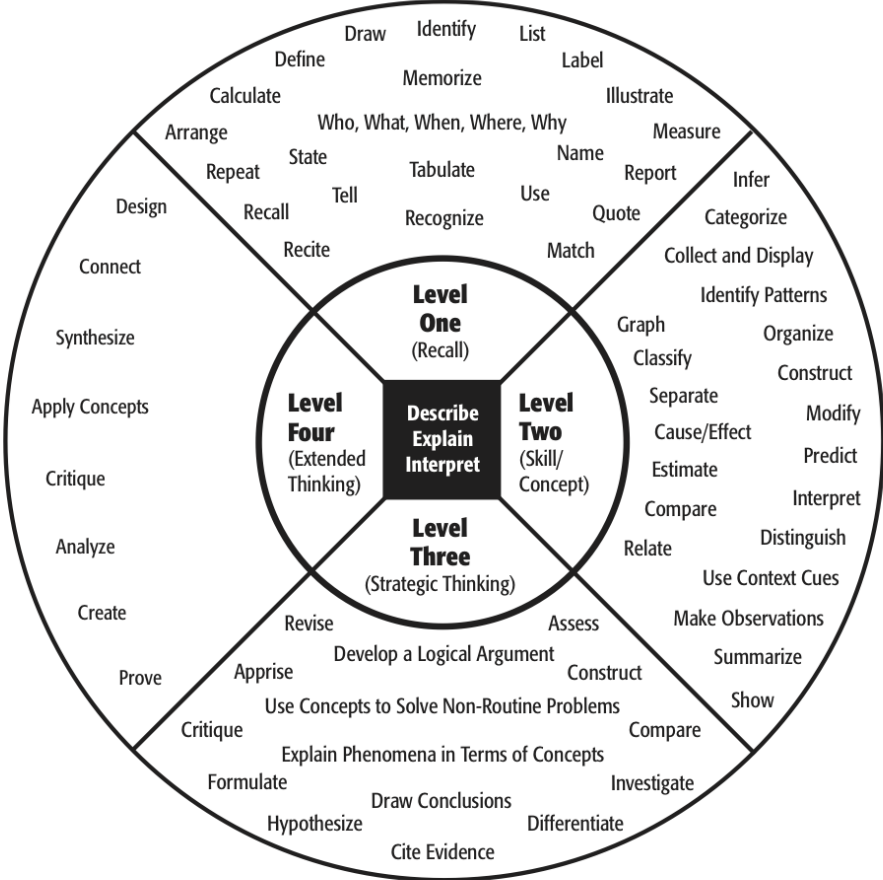 Draw
Identify
List
Define
Memorize
Label
Calculate
Illustrate
Who, What, When, Where, Why
Arrange
Measure
State
Name
Repeat
Tabulate
Report
Tell
Use
Recall
Recognize
Quote
Recite
Match
Level
One
(Recall)
Infer
Categorize
Collect and Display
Identify Patterns
Graph
Organize
Classify
Construct
Separate
Modify
Cause/Effect
Predict
Estimate
Interpret
Compare
Distinguish
Relate
Use Context Cues
Make Observations
Summarize
Show
Level
Two
(Skill/
Concept)
Describe
Explain
Interpret
Level
Three
(Strategic Thinking)
Revise
Assess
Develop a Logical Argument
Apprise
Construct
Use Concepts to Solve Non-Routine Problems
Critique
Compare
Explain Phenomena in Terms of Concepts
Formulate
Investigate
Draw Conclusions
Hypothesize
Differentiate
Cite Evidence
Level
Four
(Extended
Thinking)
Design
Connect
Synthesize
Apply Concepts
Critique
Analyze
Create
Prove